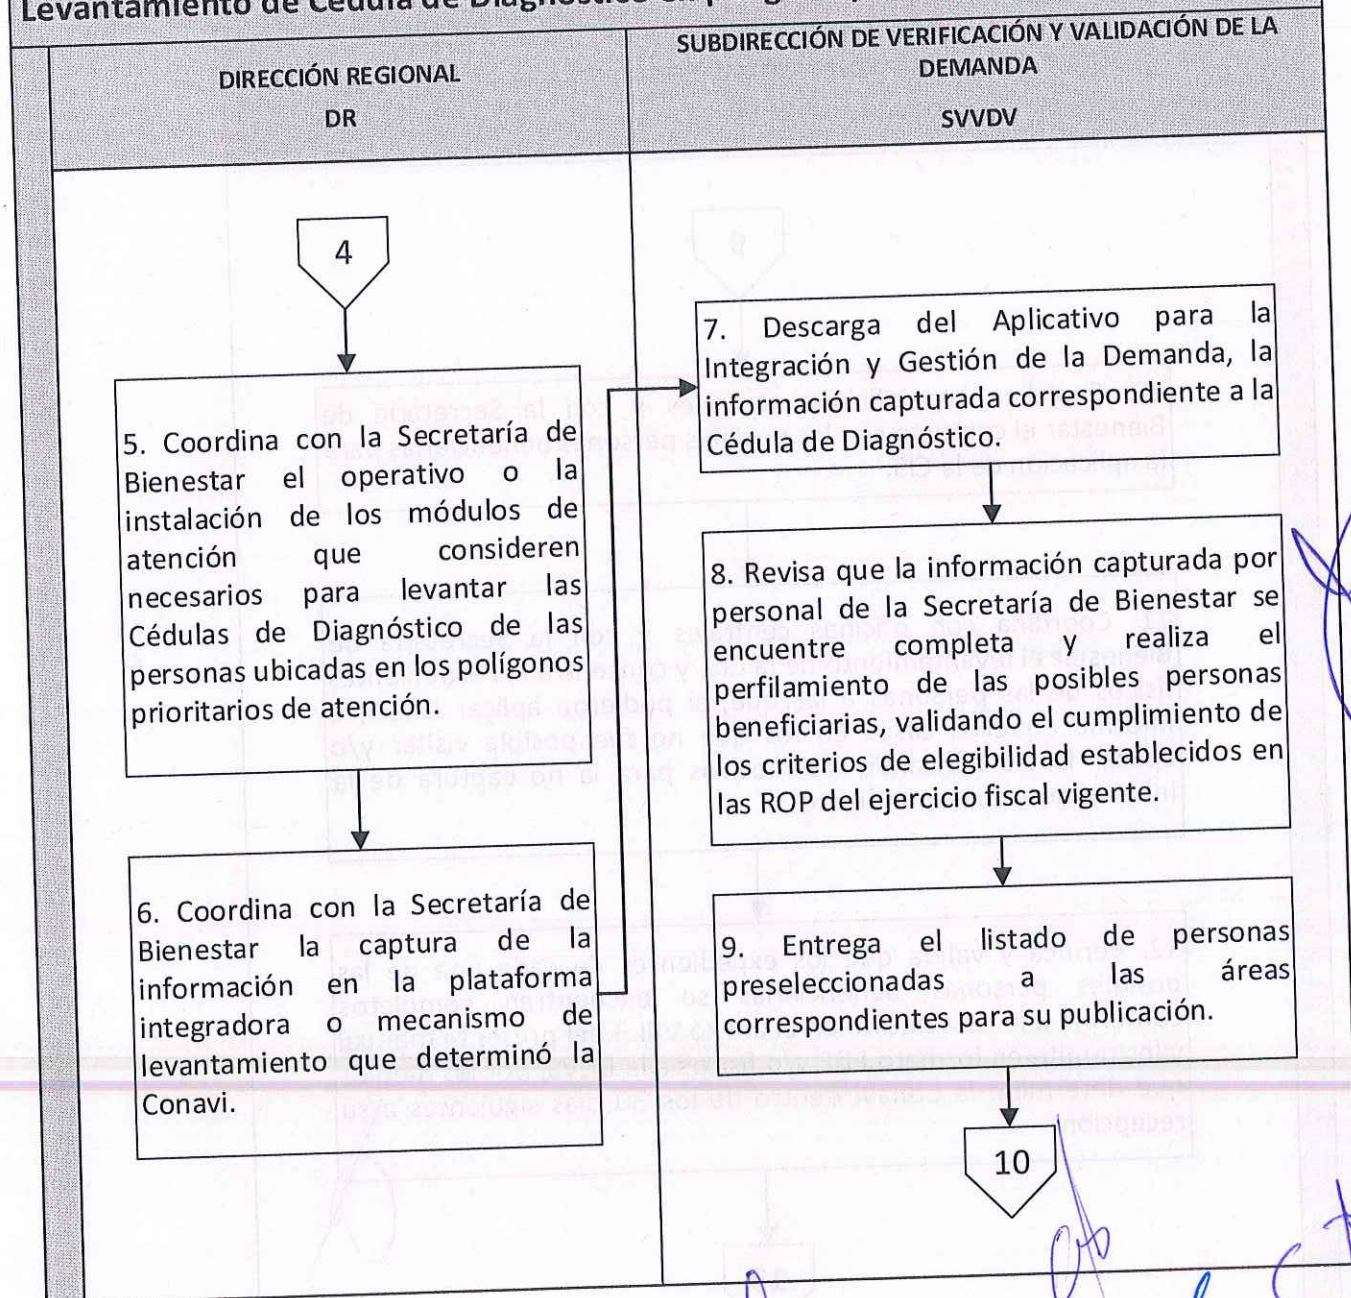 Levantamiento de Cédula de Diagnóstico en
DIRECCIÓN REGIONAL
DR
SUBDIRECCIÓN DE VERIFICACIÓN Y VALIDACIÓN DE LA
DEMANDA
SVVDV
4
5. Coordina con la Secretaría de
Bienestar el operativo o la
instalación de los módulos de
atención que consideren
necesarios para levantar las
Cédulas de Diagnóstico de las
personas ubicadas en los polígonos
prioritarios de atención.
6. Coordina con la Secretaría de
Bienestar la captura de la
información en la plataforma
integradora o mecanismo de
levantamiento que determinó la
Conavi.
7. Descarga del Aplicativo para la
Integración y Gestión de la Demanda, la
información capturada correspondiente a la
Cédula de Diagnóstico.
8. Revisa que la información capturada por
personal de la Secretaría de Bienestar se
encuentre completa y realiza el
perfilamiento de las posibles personas
beneficiarias, validando el cumplimiento de
los criterios de elegibilidad establecidos en
las ROP del ejercicio fiscal vigente.
9. Entrega el listado de personas
preseleccionadas a las áreas
correspondientes para su publicación.
10